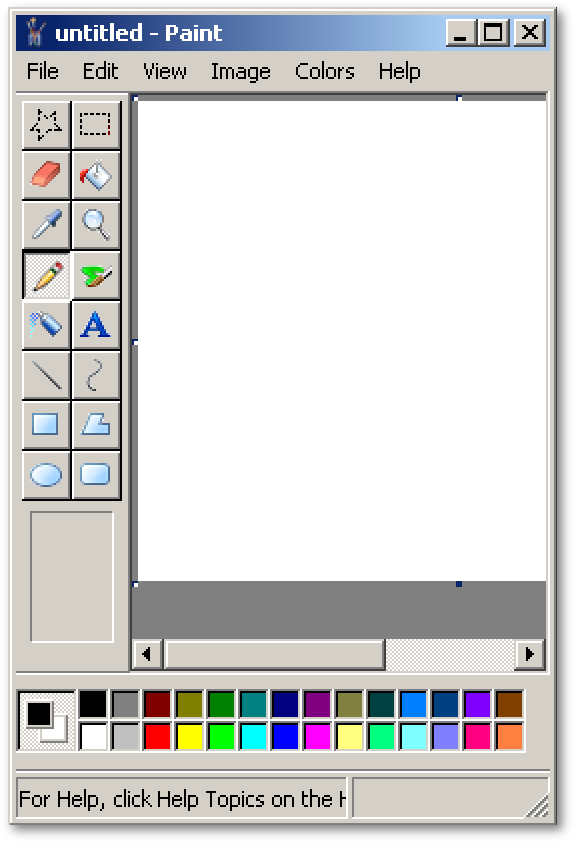 untitled - Paint
File Edit View Image Colors Help
A
For Help, click Help Topics on the H